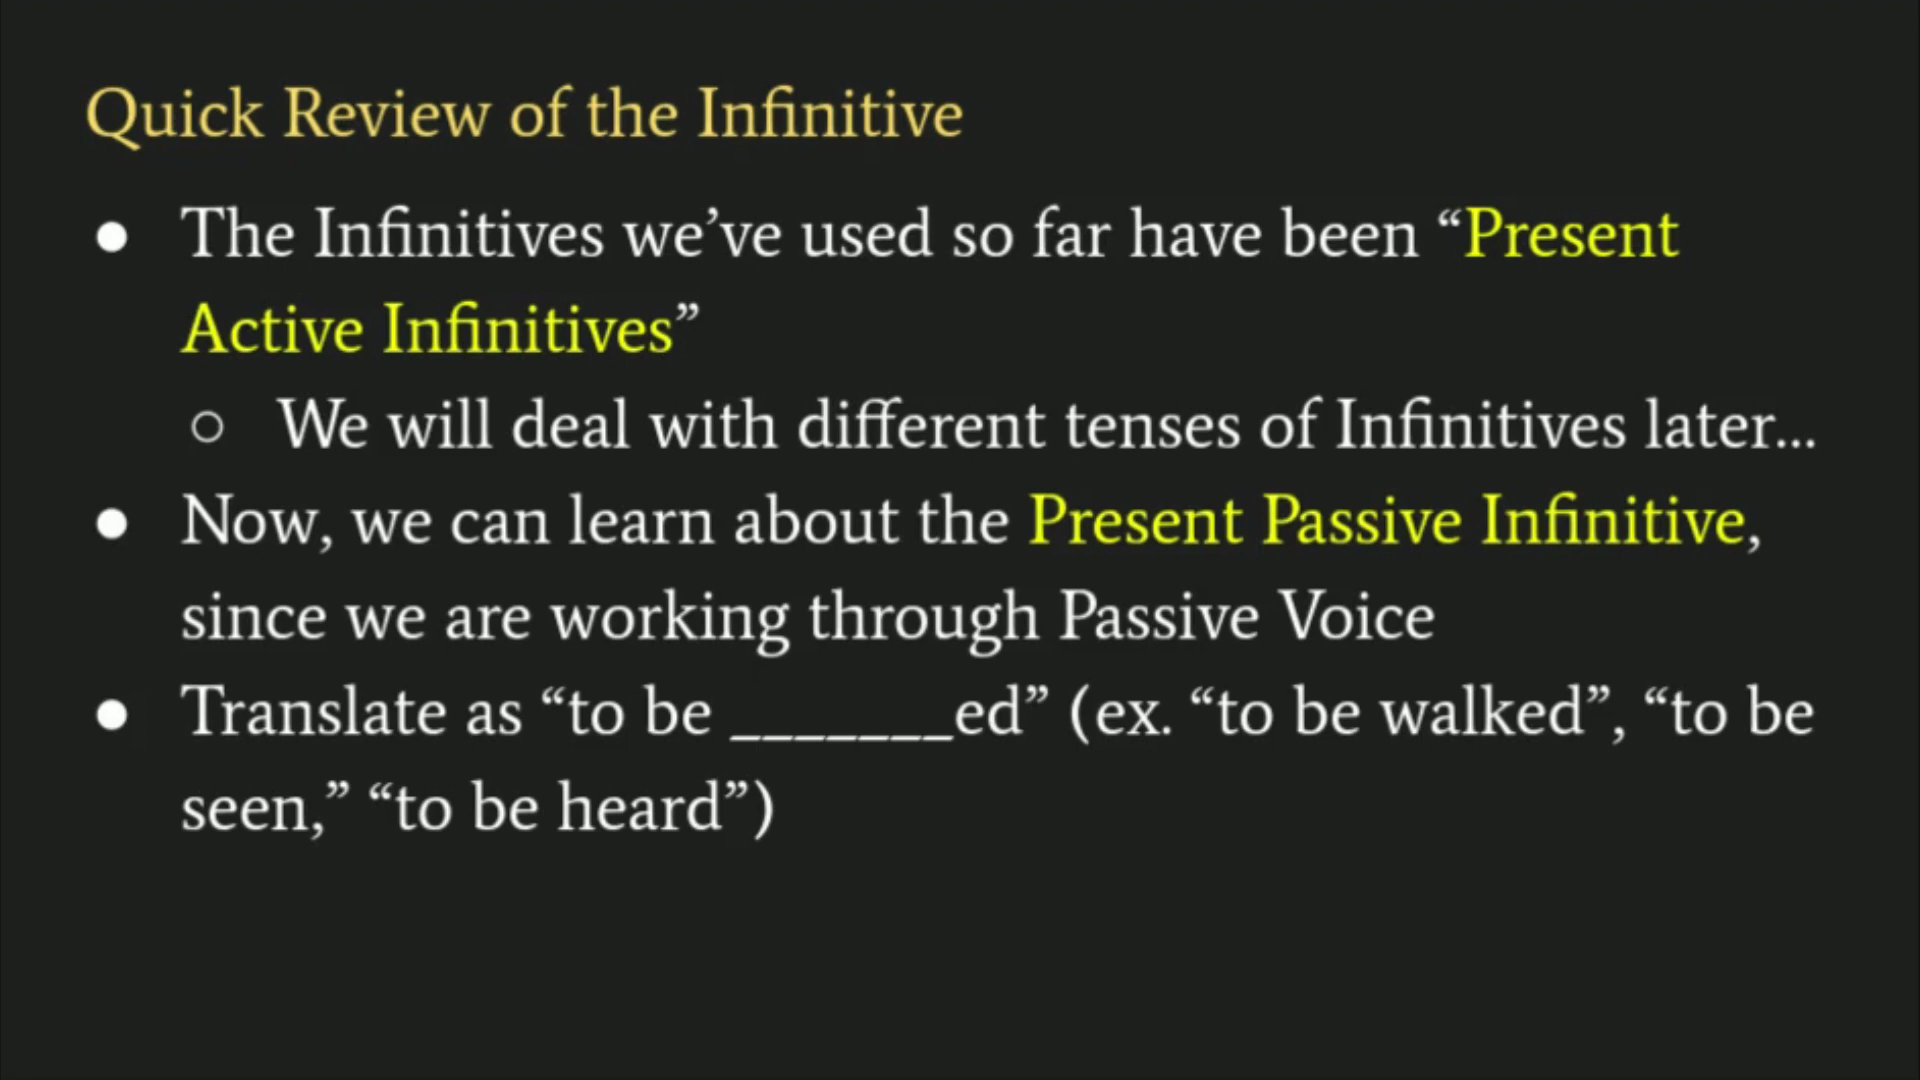 Quick Review of the Infinitive
● The Infinitives we’ve used so far have been “Present
Active Infinitives”
○ We will deal with different tenses of Infinitives later...
● Now, we can learn about the Present Passive Infinitive,
since we are working through Passive Voice
● Translate as “to be _______ed” (ex. “to be walked”, “to be
seen,” “to be heard”)